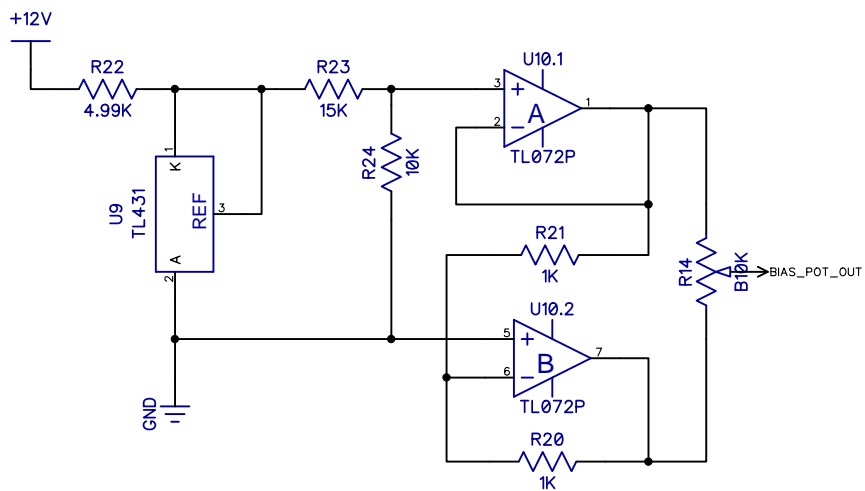 +12V
R22
4.99K
R23
15K
U10.1
3
+
A
1
2
−
TL072P
R24
10K
1
K
U9
TL431
REF
3
A
2
R21
1K
R14
B10K
BIAS_POT_OUT
U10.2
5
+
B
7
6
−
TL072P
GND
R20
1K